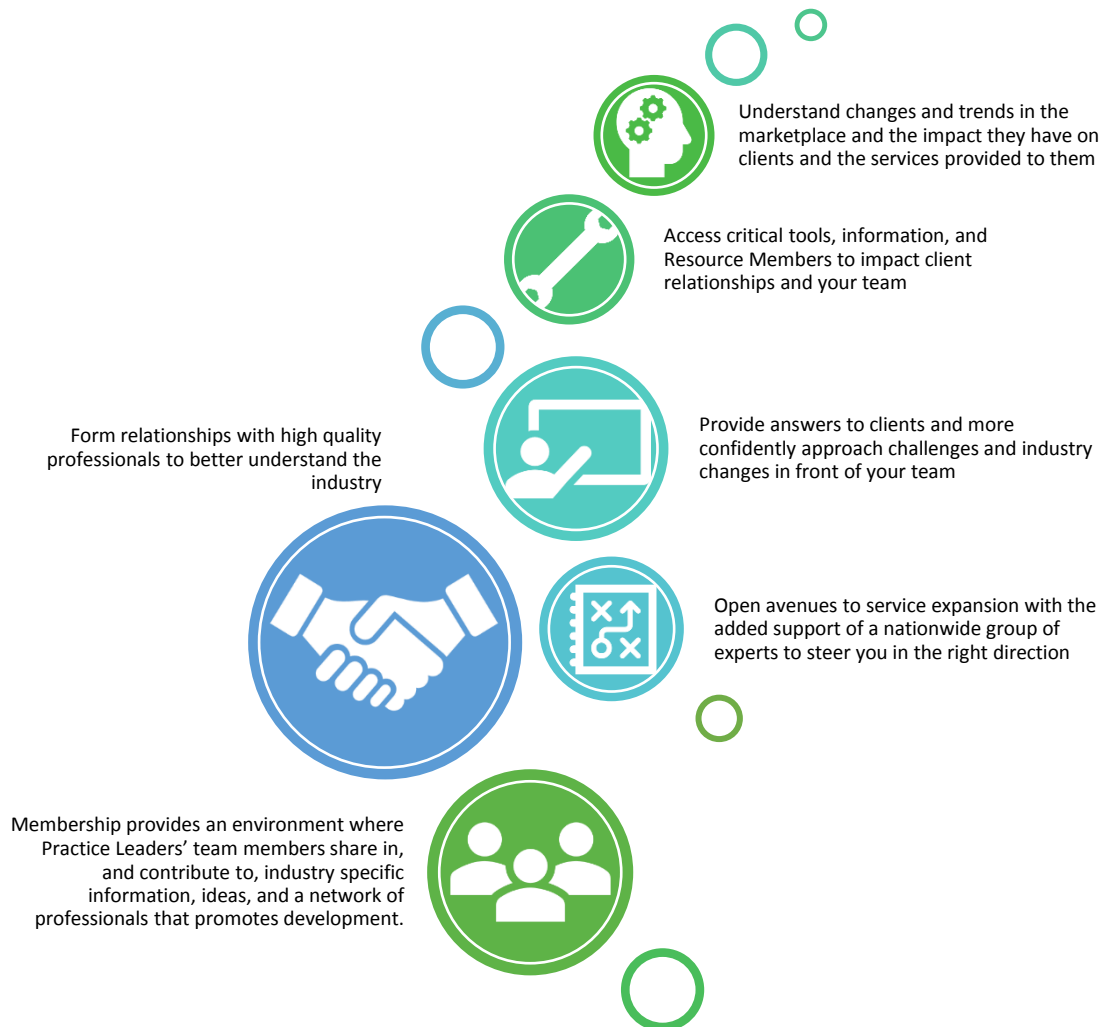 Understand changes and trends in the
marketplace and the impact they have on
clients and the services provided to them
Access critical tools, information, and
Resource Members to impact client
relationships and your team
Provide answers to clients and more
confidently approach challenges and industry
changes in front of your team
Form relationships with high quality
professionals to better understand the
industry
Open avenues to service expansion with the
added support of a nationwide group of
experts to steer you in the right direction
Membership provides an environment where
Practice Leaders’ team members share in,
and contribute to, industry specific
information, ideas, and a network of
professionals that promotes development.